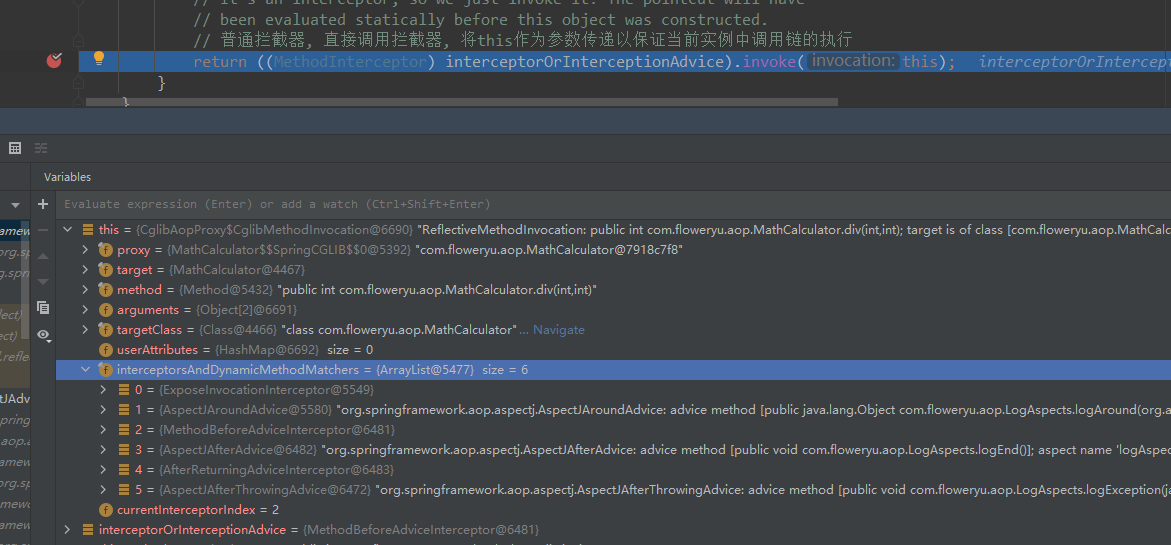 // It's an interceptor, so we just invoke it: The pointcut will have
// been evaluated statically before this object was constructed.
// 普通拦截器, 直接调用拦截器, 将this作为参数传递以保证当前实例中调用链的执行
return ((MethodInterceptor) interceptorOrInterceptionAdvice).invoke( invocation: this); interceptorOrIntercept
}
}
Variables
Evaluate expression (Enter) or add a watch (Ctrl+Shift+Enter)
this = {CglibAopProxy$CglibMethodInvocation@6690} "ReflectiveMethodInvocation: public int com.floweryu.aop.MathCalculator.div(int,int); target is of class [com.floweryu.aop.MathCalc
proxy = {MathCalculator$$SpringCGLIB$$0@5392} "com.floweryu.aop.MathCalculator@7918c7f8"
target = {MathCalculator@4467}
method = {Method@5432} "public int com.floweryu.aop.MathCalculator.div(int,int)"
arguments = {Object[2]@6691}
targetClass = {Class@4466} "class com.floweryu.aop.MathCalculator"... Navigate
userAttributes = {HashMap@6692} size = 0
interceptorsAndDynamicMethodMatchers = {ArrayList@5477} size = 6
0 = {ExposeInvocationInterceptor@5549}
1 = {AspectJAroundAdvice@5580} "org.springframework.aop.aspectj.AspectJAroundAdvice: advice method [public java.lang.Object com.floweryu.aop.LogAspects.logAround(org.a
2 = {MethodBeforeAdviceInterceptor@6481}
3 = {AspectJAfterAdvice@6482} "org.springframework.aop.aspectj.AspectJAfterAdvice: advice method [public void com.floweryu.aop.LogAspects.logEnd()]; aspect name 'logAspec
4 = {AfterReturningAdviceInterceptor@6483}
5 = {AspectJAfterThrowingAdvice@6472} "org.springframework.aop.aspectj.AspectJAfterThrowingAdvice: advice method [public void com.floweryu.aop.LogAspects.logException(ja
currentInterceptorIndex = 2
interceptorOrInterceptionAdvice = {MethodBeforeAdviceInterceptor@6481}